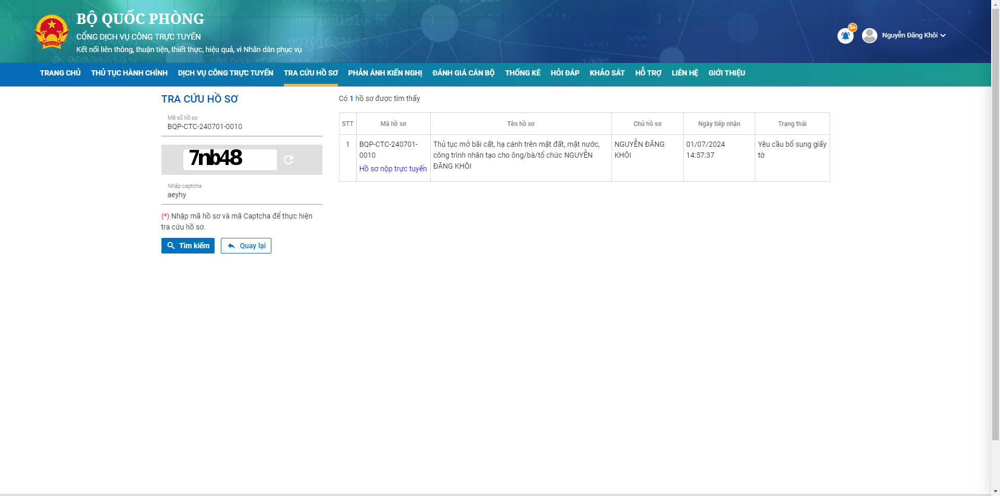 BỘ QUỐC PHÒNG
CỔNG DỊCH VỤ CÔNG TRỰC TUYẾN
Kết nối liên thông, thuận tiện, thiết thực, hiệu quả, vì Nhân dân phục vụ
5+
Nguyễn Đăng Khôi
TRANG CHỦ THỦ TỤC HÀNH CHÍNH DỊCH VỤ CÔNG TRỰC TUYẾN TRA CỨU HỒ SƠ PHẢN ÁNH KIẾN NGHỊ ĐÁNH GIÁ CÁN BỘ THỐNG KÊ HỎI ĐÁP KHẢO SÁT HỖ TRỢ LIÊN HỆ GIỚI THIỆU
TRA CỨU HỒ SƠ
Mã số hồ sơ
BQP-CTC-240701-0010
7nb48
Nhập captcha
aeyhy
(*) Nhập mã hồ sơ và mã Captcha để thực hiện
tra cứu hồ sơ.
Tìm kiếm Quay lại
Có 1 hồ sơ được tìm thấy
STT Mã hồ sơ Tên hồ sơ Chủ hồ sơ Ngày tiếp nhận Trạng thái
1 BQP-CTC-240701- Thủ tục mở bãi cất, hạ cánh trên mặt đất, mặt nước, NGUYỄN ĐĂNG 01/07/2024 Yêu cầu bổ sung giấy
0010 công trình nhân tạo cho ông/bà/tổ chức NGUYỄN KHÔI 14:57:37 tờ
Hồ sơ nộp trực tuyến ĐĂNG KHÔI